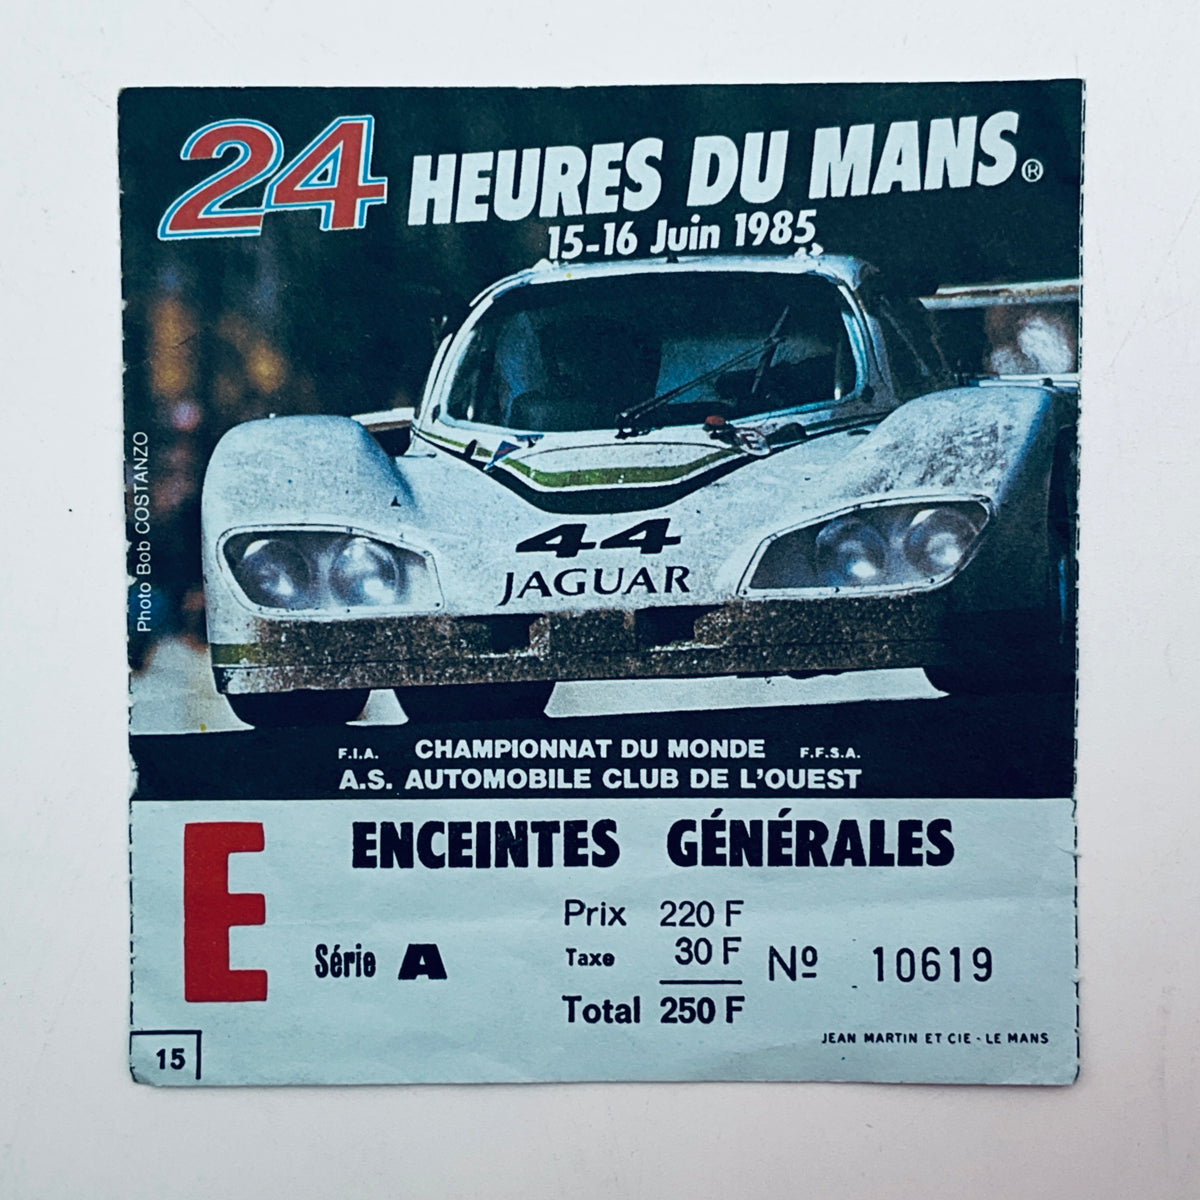 24 HEURES DU MANS®
15-16 Juin 1985
Photo Bob COSTANZO
44
JAGUAR
F.I.A. CHAMPIONNAT DU MONDE F.F.S.A.
A.S. AUTOMOBILE CLUB DE L'OUEST
E
ENCEINTES GÉNÉRALES
Prix 220 F
Série A
Taxe 30 F
Nº 10619
Total 250 F
JEAN MARTIN ET CIE - LE MANS
15